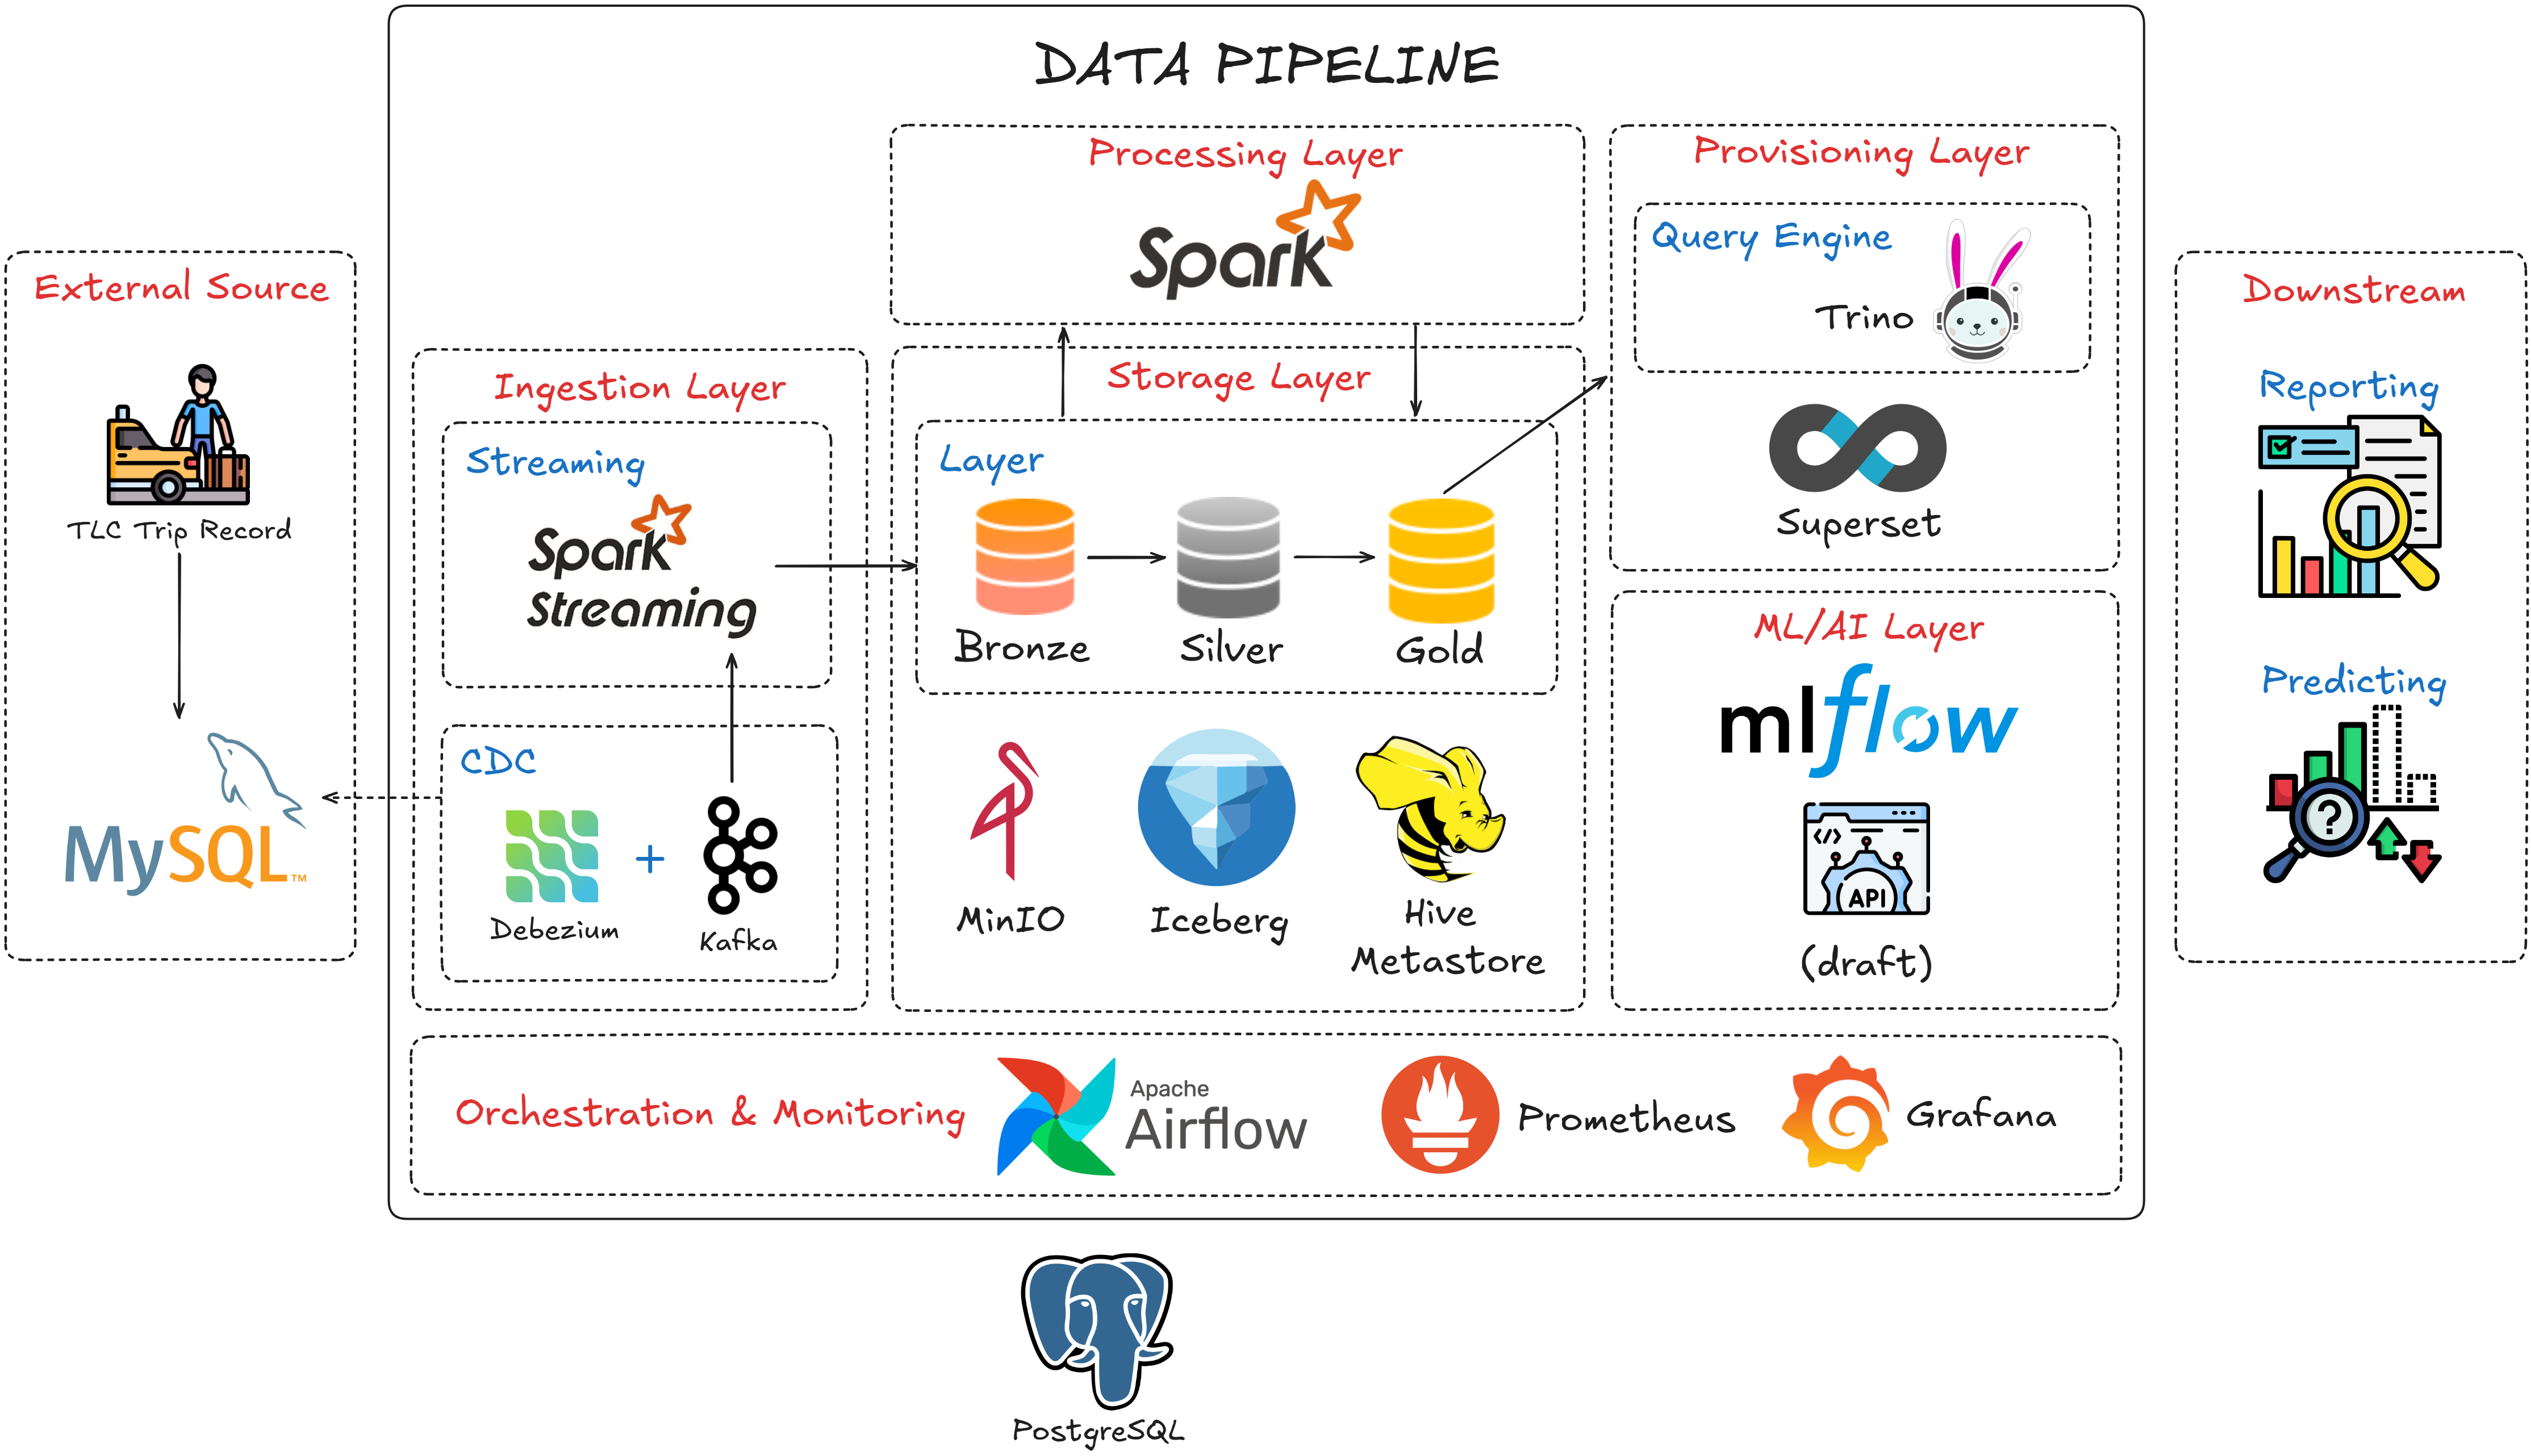 DATA PIPELINE
External Source
TLC Trip Record
MySQL™
Ingestion Layer
Streaming
Spark
Streaming
CDC
Debezium
+
Kafka
Processing Layer
Spark
Storage Layer
Layer
Bronze
Silver
Gold
MinIO
Iceberg
Hive
Metastore
Provisioning Layer
Query Engine
Trino
Superset
ML/AI Layer
mlflow
</>
API
(draft)
Orchestration & Monitoring
Apache
Airflow
Prometheus
Grafana
Downstream
Reporting
Predicting
?
PostgreSQL